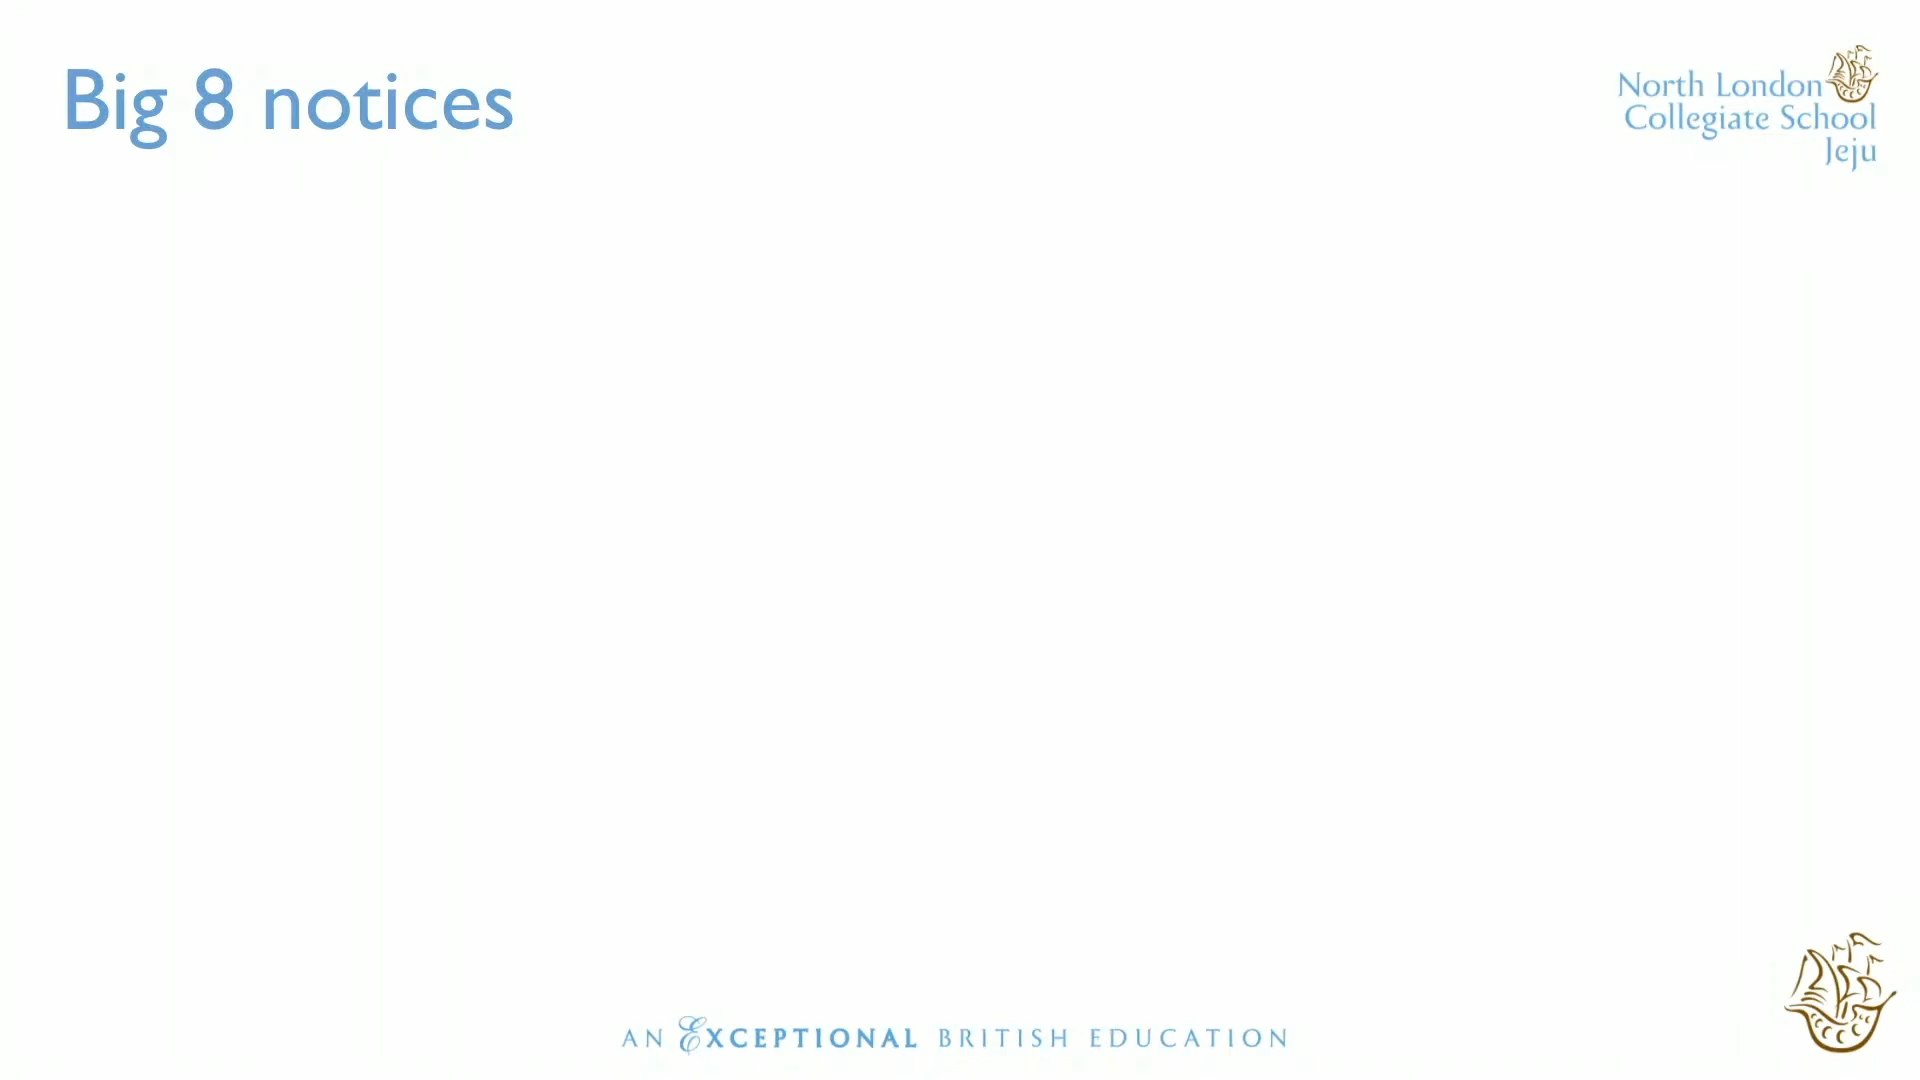 Big 8 notices
North London
Collegiate School
Jeju
AN EXCEPTIONAL BRITISH EDUCATION